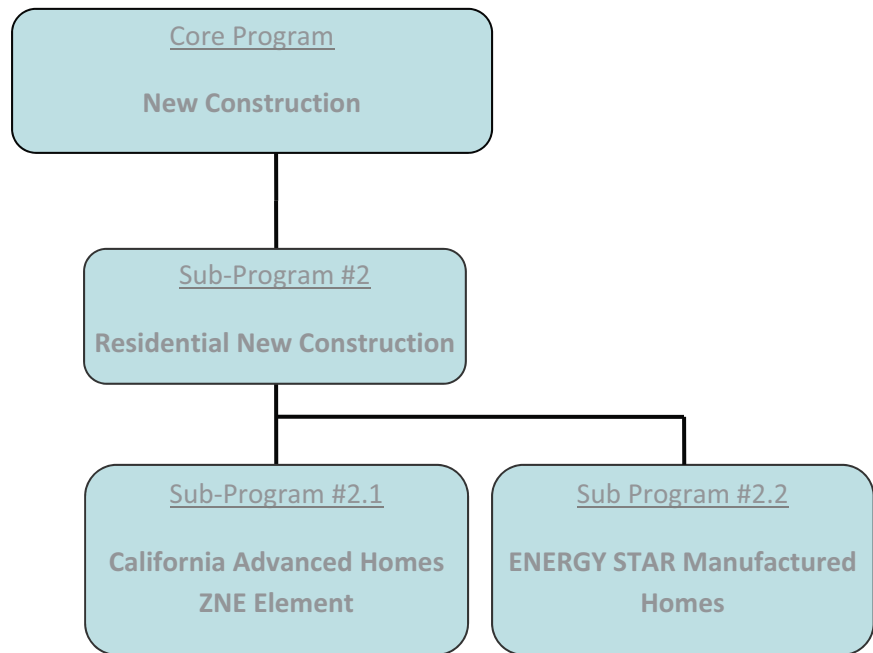 Core Program
New Construction
Sub-Program #2
Residential New Construction
Sub-Program #2.1
California Advanced Homes
ZNE Element
Sub Program #2.2
ENERGY STAR Manufactured
Homes